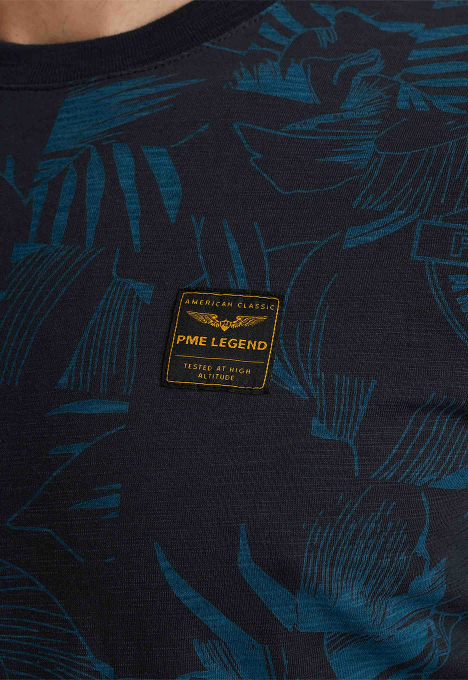 AMERICAN CLASSIC
PME LEGEND
TESTED AT HIGH
ALTITUDE